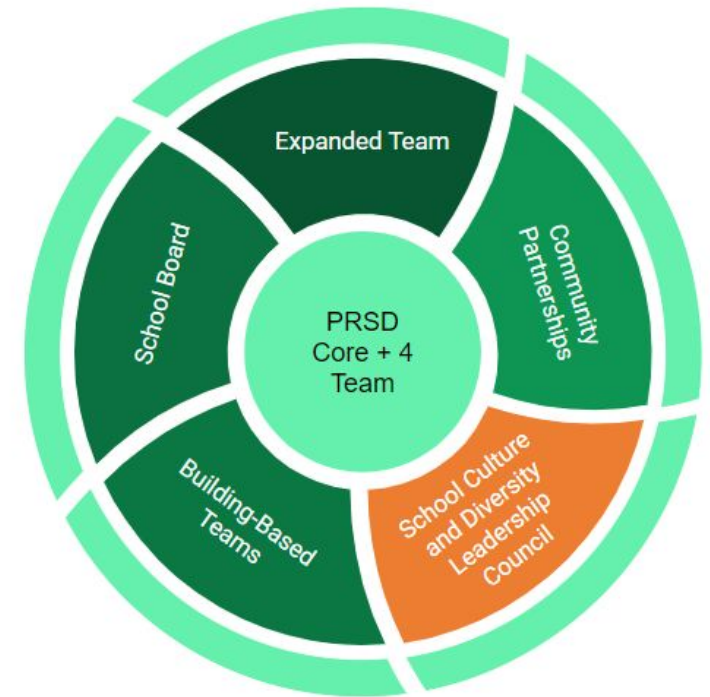 Expanded Team
Community
Partnerships
School Culture
and Diversity
Leadership
Council
Building-Based
Teams
School Board
PRSD
Core + 4
Team